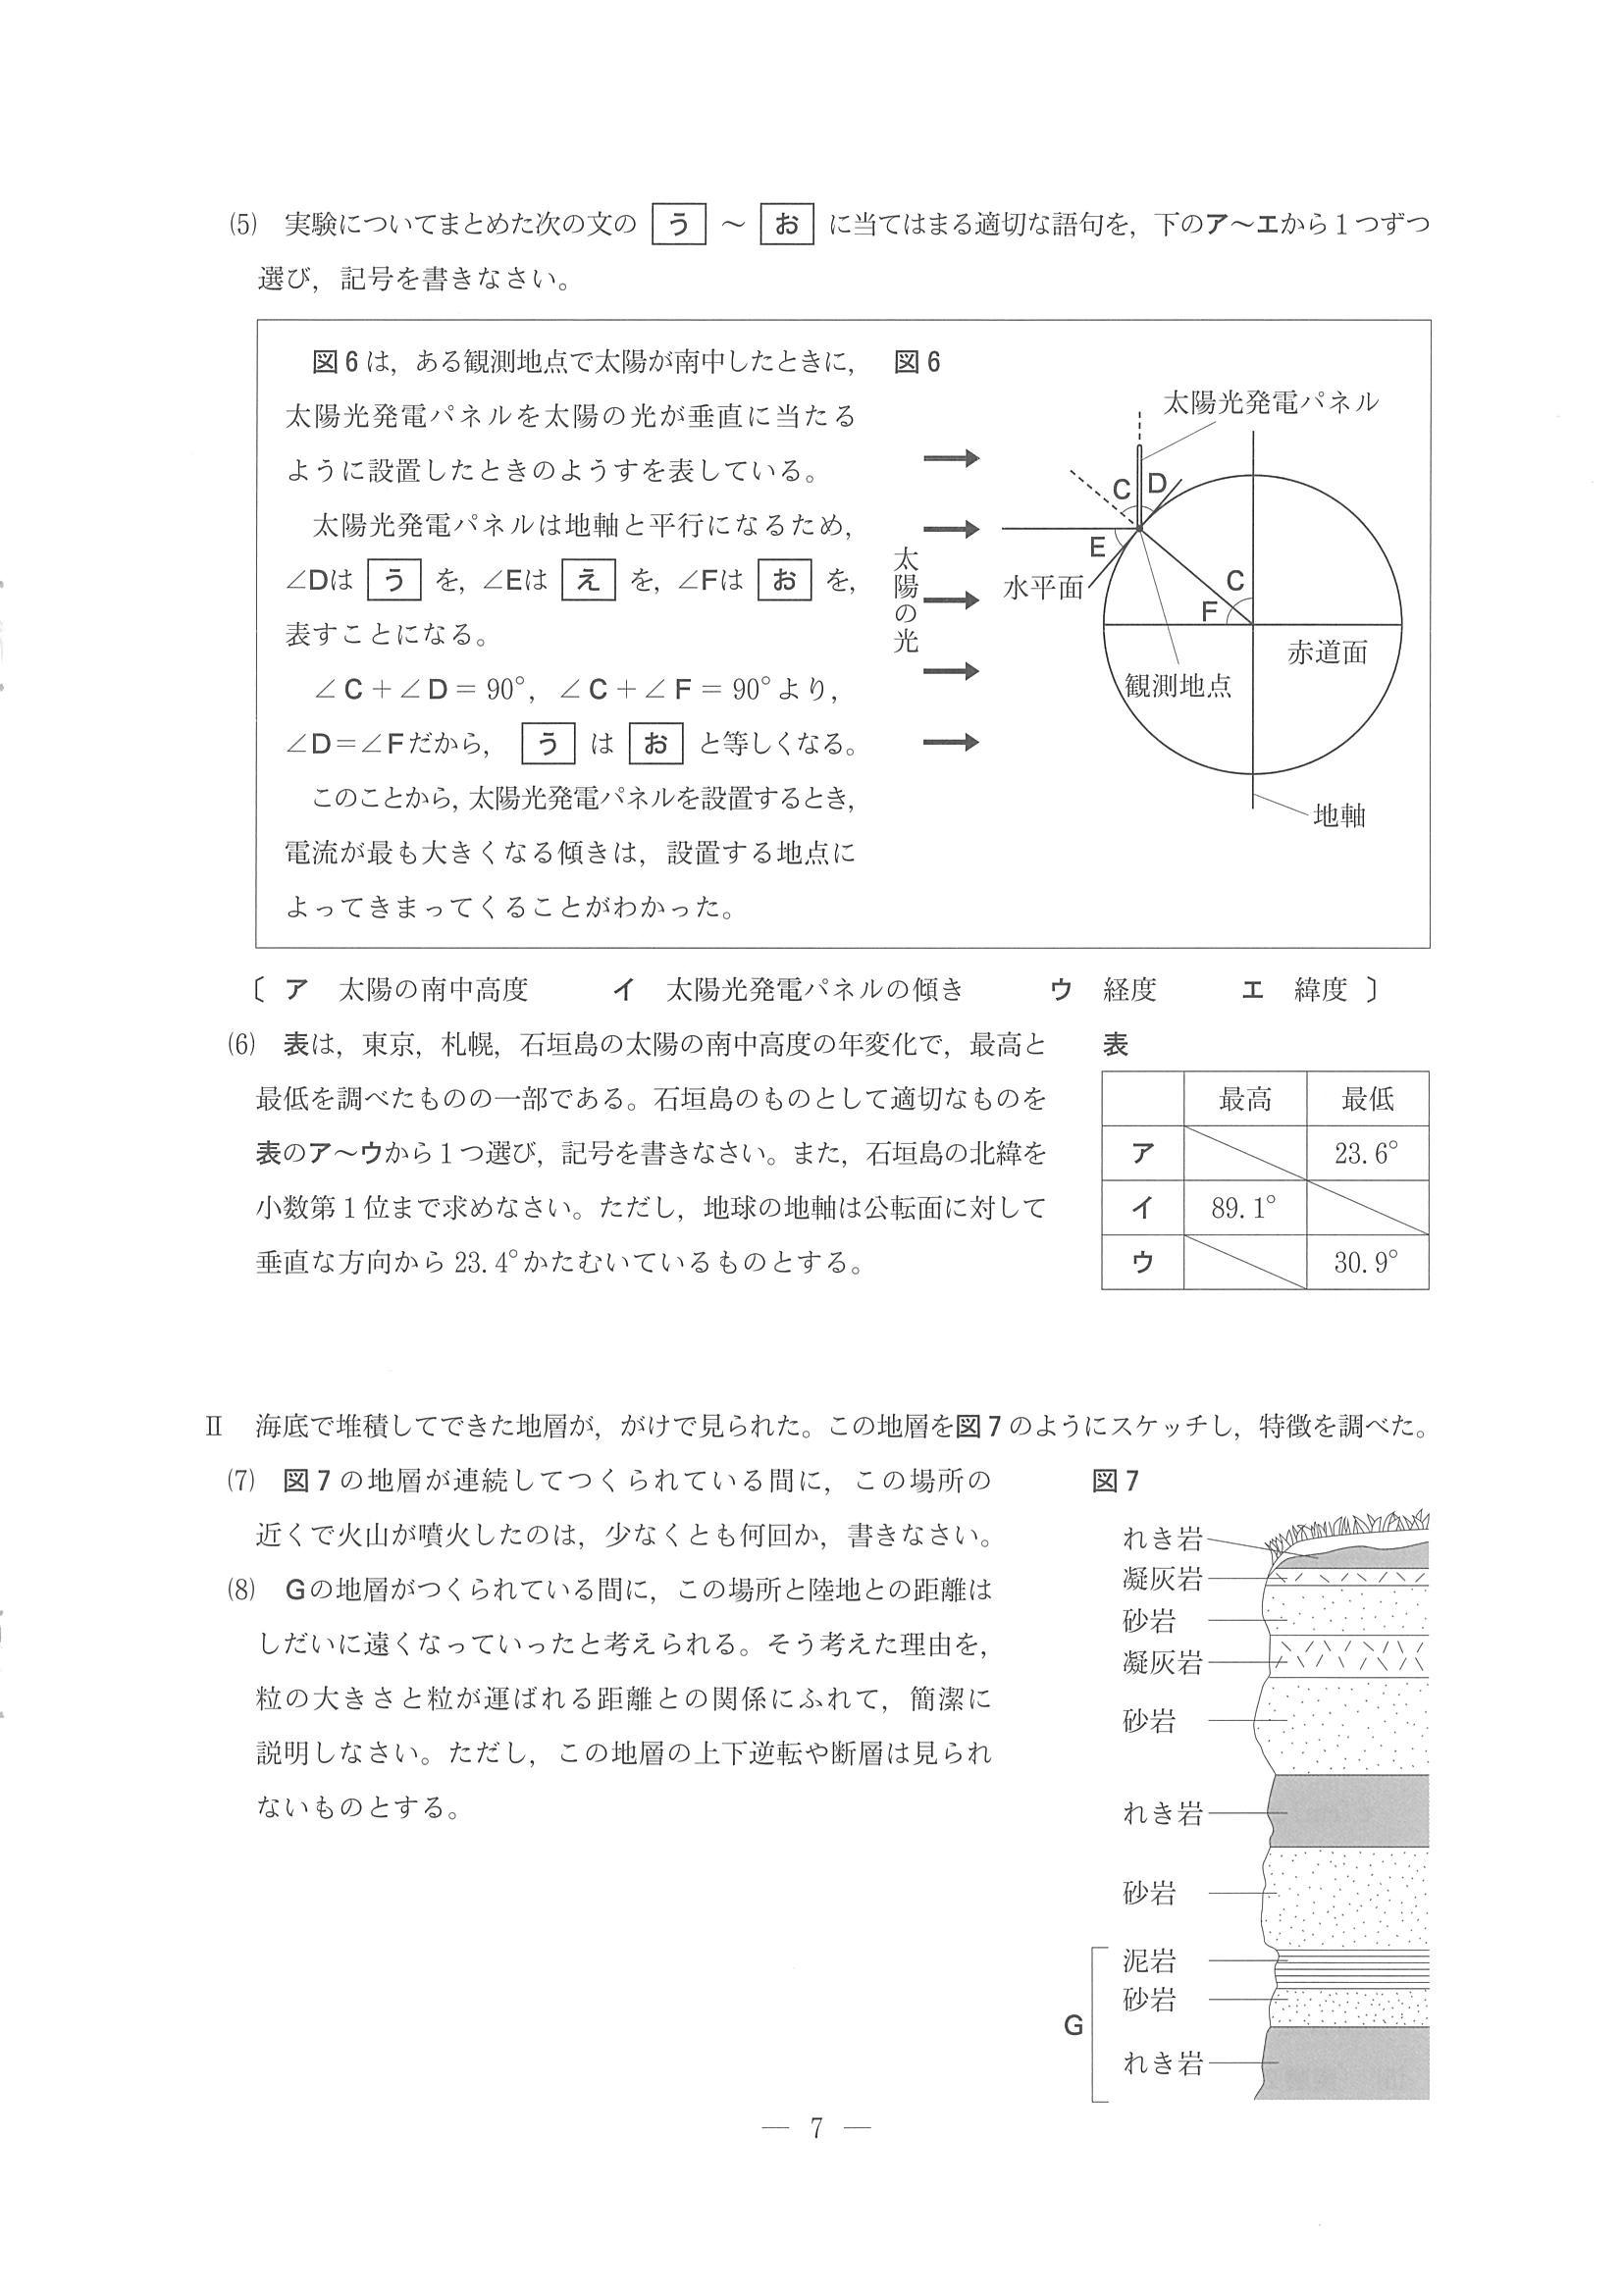 (5) 実験についてまとめた次の文の う ～ お に当てはまる適切な語句を，下のア～エから1つずつ
選び，記号を書きなさい。
図6は，ある観測地点で太陽が南中したときに，
太陽光発電パネルを太陽の光が垂直に当たる
ように設置したときのようすを表している。
太陽光発電パネルは地軸と平行になるため，
∠Dは う を，∠Eは え を，∠Fは お を，
表すことになる。
∠C＋∠D＝90°，∠C＋∠F＝90°より，
∠D＝∠Fだから， う は お と等しくなる。
このことから，太陽光発電パネルを設置するとき，
電流が最も大きくなる傾きは，設置する地点に
よってきまってくることがわかった。
図6
太陽光発電パネル
C D
E
太陽の光
水平面
C
F
赤道面
観測地点
地軸
〔 ア 太陽の南中高度 イ 太陽光発電パネルの傾き ウ 経度 エ 緯度 〕
(6) 表は，東京，札幌，石垣島の太陽の南中高度の年変化で，最高と
最低を調べたものの一部である。石垣島のものとして適切なものを
表のア～ウから1つ選び，記号を書きなさい。また，石垣島の北緯を
小数第1位まで求めなさい。ただし，地球の地軸は公転面に対して
垂直な方向から23.4°かたむいているものとする。
表
最高 最低
ア 23.6°
イ 89.1°
ウ 30.9°
Ⅱ 海底で堆積してできた地層が，がけで見られた。この地層を図7のようにスケッチし，特徴を調べた。
(7) 図7の地層が連続してつくられている間に，この場所の
近くで火山が噴火したのは，少なくとも何回か，書きなさい。
(8) Gの地層がつくられている間に，この場所と陸地との距離は
しだいに遠くなっていったと考えられる。そう考えた理由を，
粒の大きさと粒が運ばれる距離との関係にふれて，簡潔に
説明しなさい。ただし，この地層の上下逆転や断層は見られ
ないものとする。
図7
れき岩
凝灰岩
砂岩
凝灰岩
砂岩
れき岩
砂岩
泥岩
砂岩
G
れき岩
― 7 ―